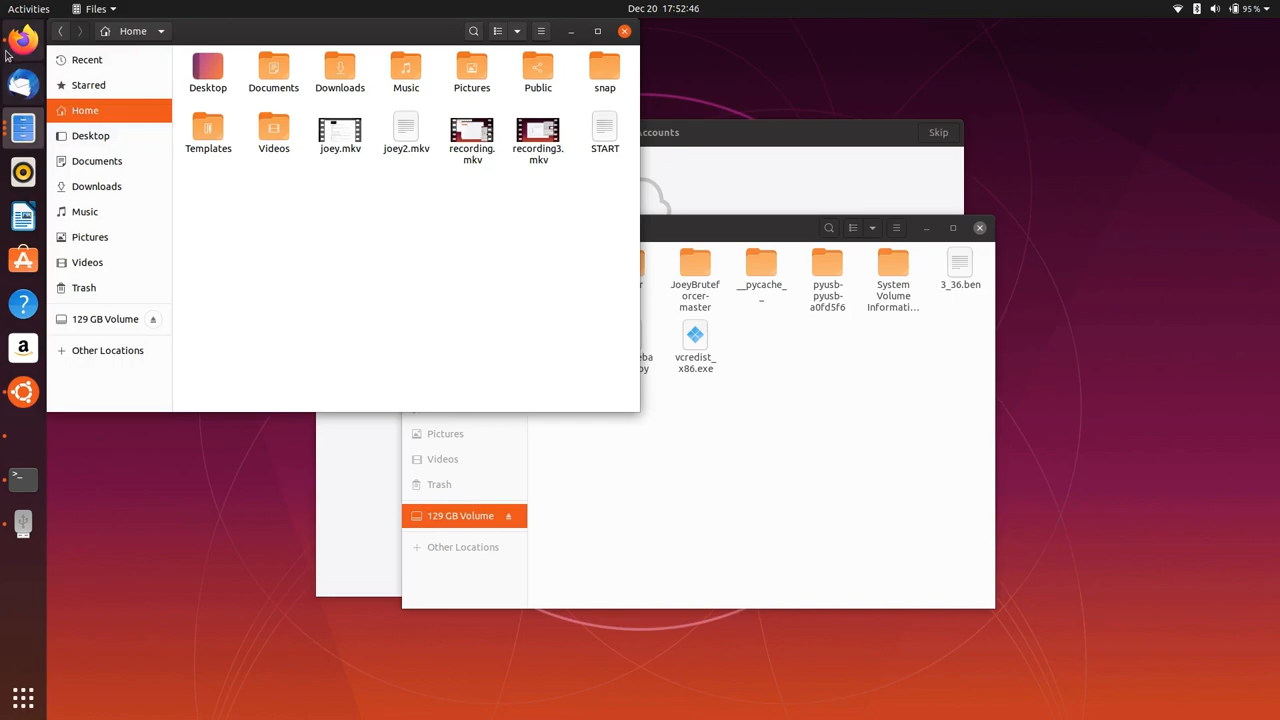 Activities
Files
Dec 20 17:52:46
95 %
Home
Recent
Starred
Home
Desktop
Documents
Downloads
Music
Pictures
Videos
Trash
129 GB Volume
Other Locations
Desktop
Documents
Downloads
Music
Pictures
Public
snap
Templates
Videos
joey.mkv
joey2.mkv
recording.
mkv
recording3.
mkv
START
Accounts
Skip
r
JoeyBrutef
orcer-
master
__pycache_
_
pyusb-
pyusb-
a0fd5f6
System
Volume
Informati…
3_36.ben
eba
oy
vcredist_
x86.exe
Pictures
Videos
Trash
129 GB Volume
Other Locations